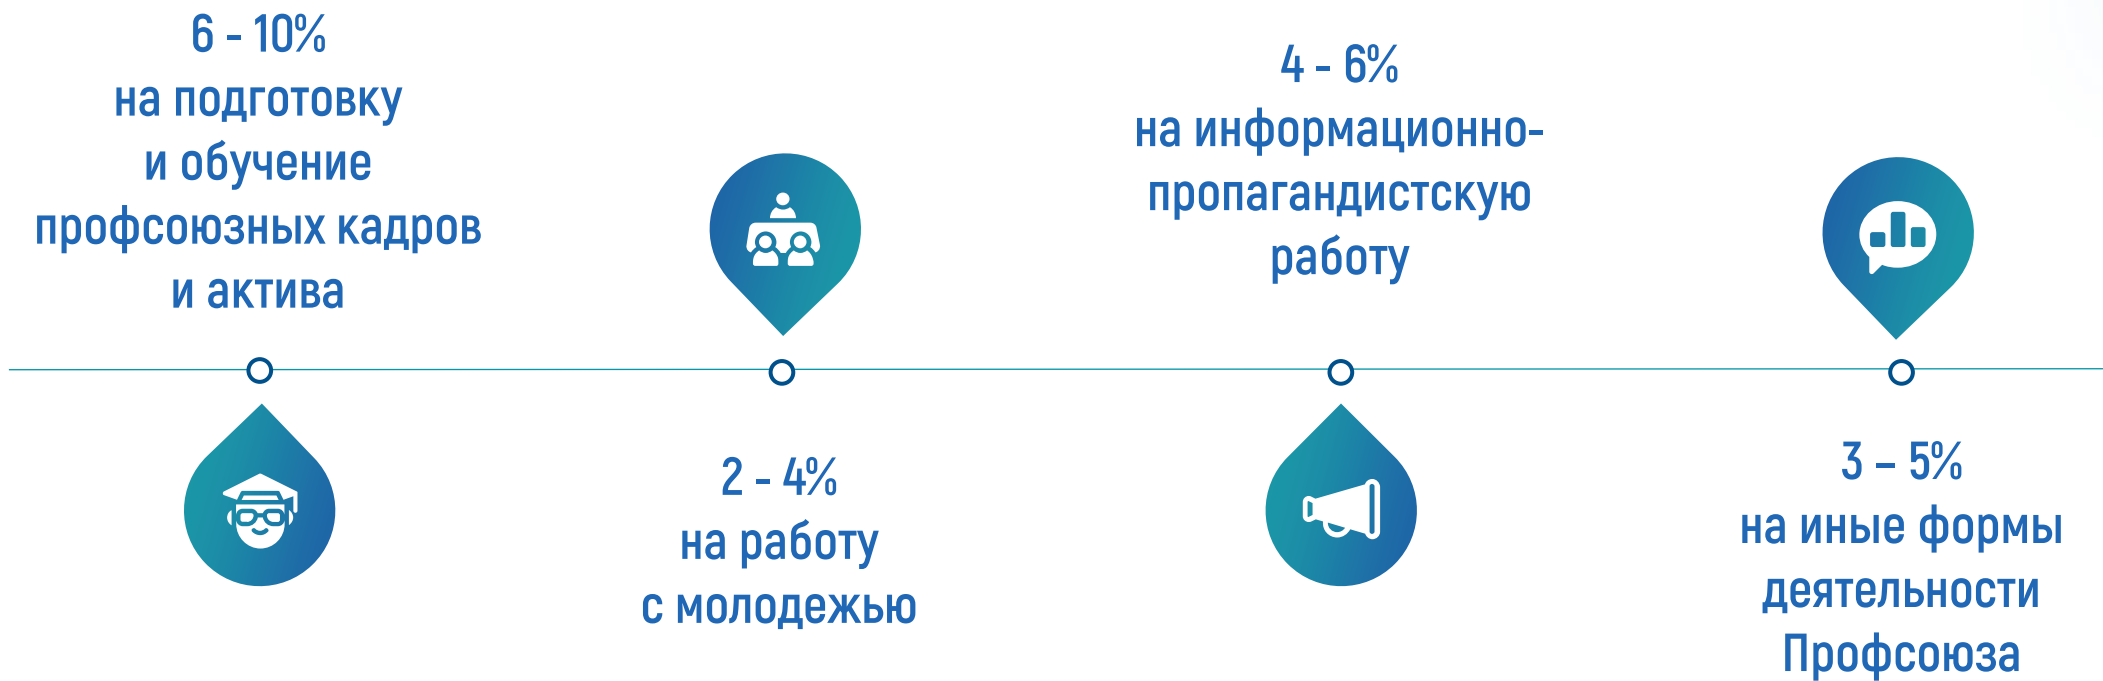 6 - 10%
на подготовку
и обучение
профсоюзных кадров
и актива
2 - 4%
на работу
с молодежью
4 - 6%
на информационно-
пропагандистскую
работу
3 – 5%
на иные формы
деятельности
Профсоюза